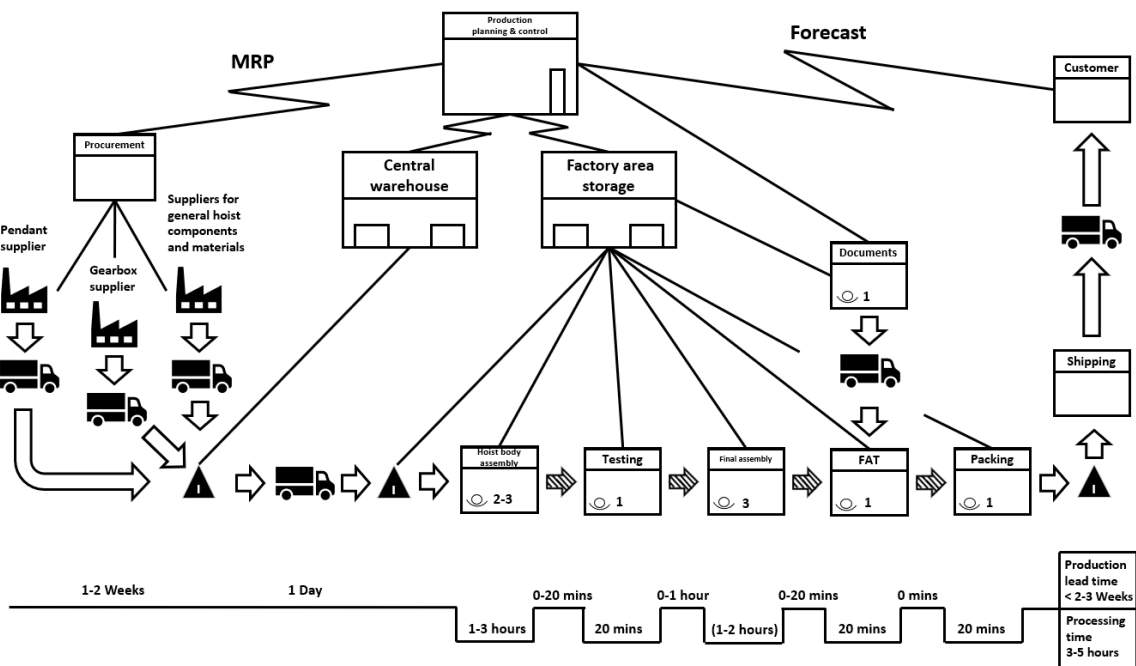 Production
planning & control
Forecast
MRP
Customer
Procurement
Central
warehouse
Factory area
storage
Suppliers for
general hoist
components
and materials
Pendant
supplier
Gearbox
supplier
Documents
1
Shipping
Hoist body
assembly
2-3
Testing
1
Final assembly
3
FAT
1
Packing
1
I
I
I
1-2 Weeks
1 Day
0-20 mins
0-1 hour
0-20 mins
0 mins
1-3 hours
20 mins
(1-2 hours)
20 mins
20 mins
Production
lead time
< 2-3 Weeks
Processing
time
3-5 hours